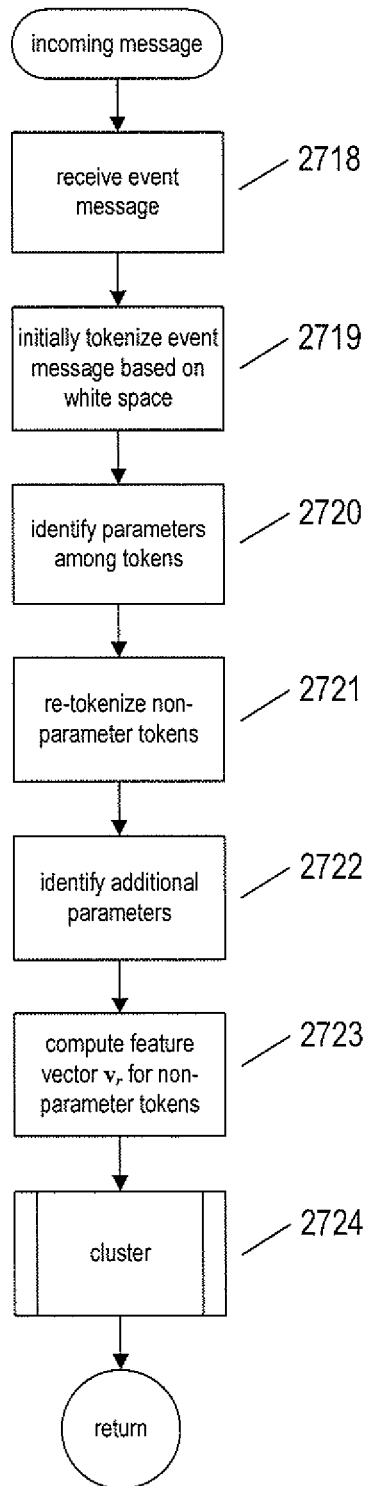 incoming message
2718
receive event
message
2719
initially tokenize event
message based on
white space
2720
identify parameters
among tokens
2721
re-tokenize non-
parameter tokens
2722
identify additional
parameters
2723
compute feature
vector vᵣ for non-
parameter tokens
2724
cluster
return